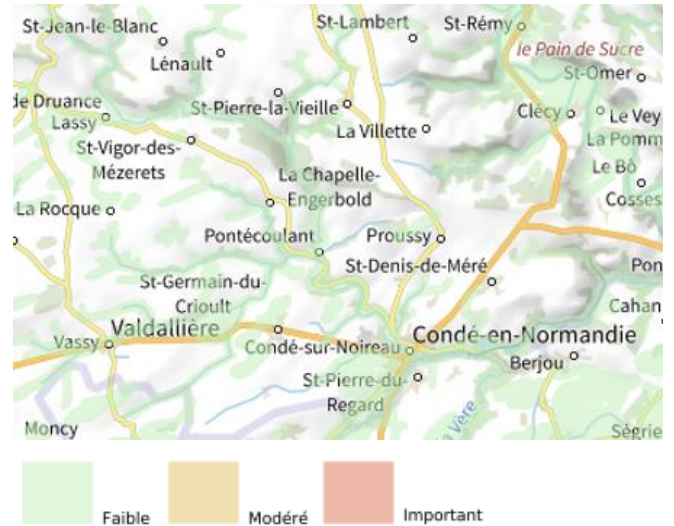 St-Jean-le-Blanc
St-Lambert
St-Rémy
le Pain de Sucre
Lénault
St-Omer
de Druance
St-Pierre-la-Vieille
Clécy
Le Vey
Lassy
La Villette
La Pomm
St-Vigor-des-
Mézerets
La Chapelle-
Engerbold
Le Bô
Cosses
La Rocque
Pontécoulant
Proussy
St-Denis-de-Méré
Pon
St-Germain-du-
Crioult
Cahan
Valdallière
Vassy
Condé-sur-Noireau
Condé-en-Normandie
Berjou
St-Pierre-du-
Regard
la Vère
Moncy
Ségrie
Faible
Modéré
Important